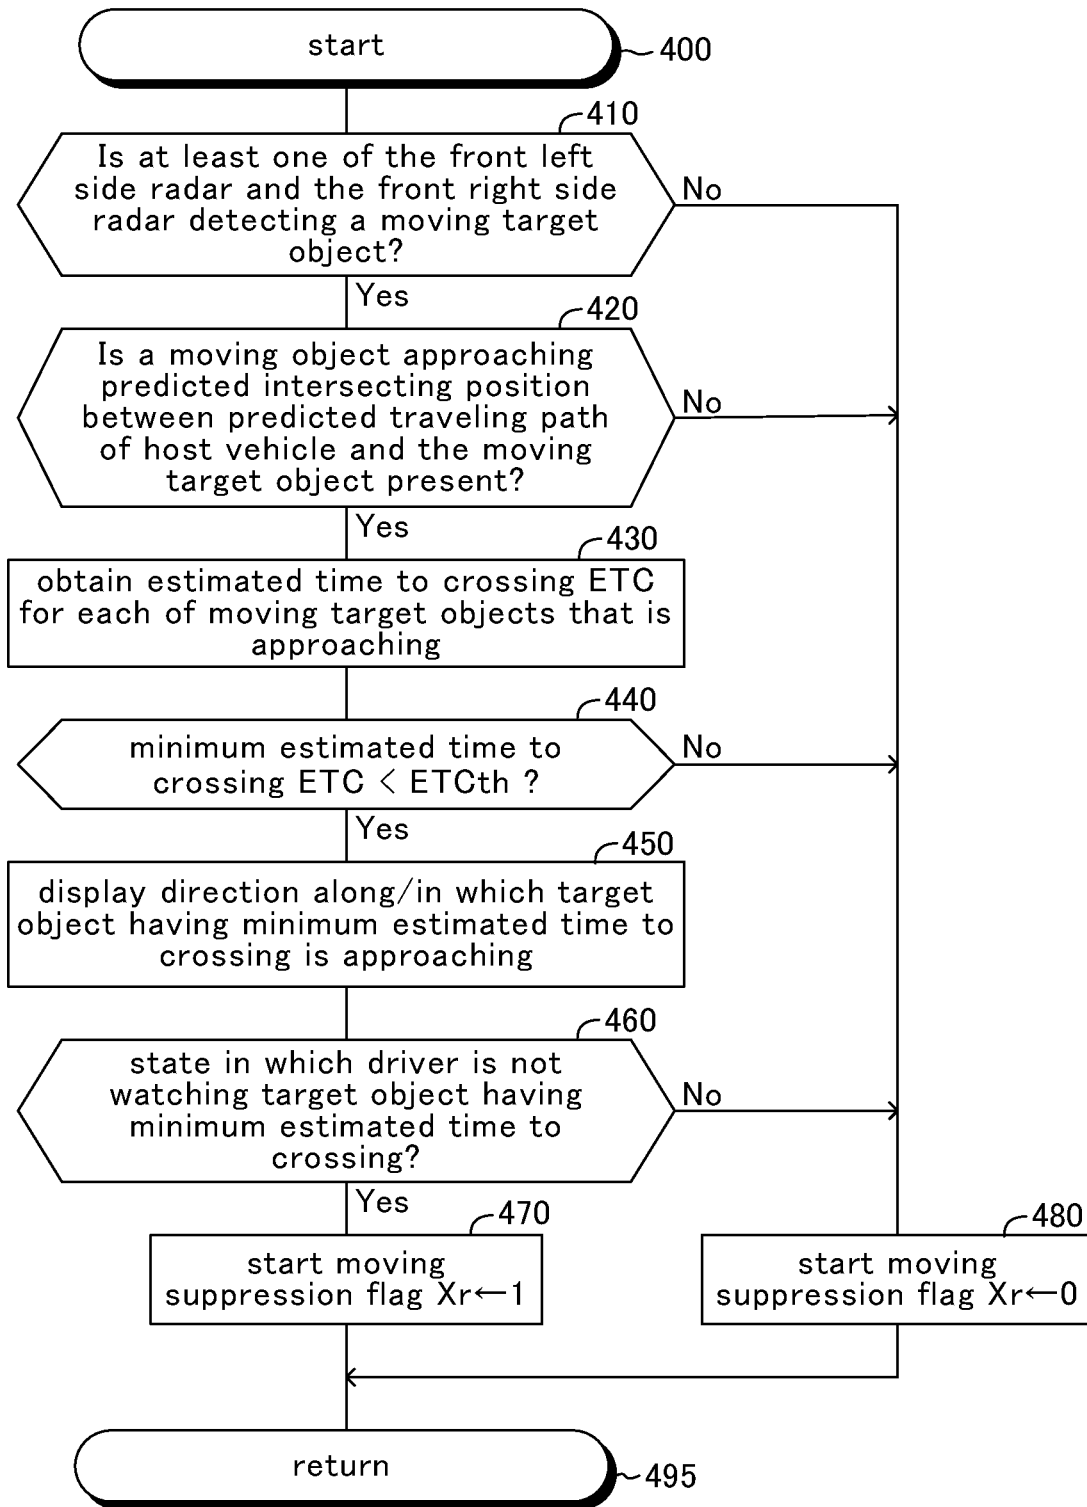 start
400
410
Is at least one of the front left
side radar and the front right side
radar detecting a moving target
object?
No
Yes
420
Is a moving object approaching
predicted intersecting position
between predicted traveling path
of host vehicle and the moving
target object present?
No
Yes
430
obtain estimated time to crossing ETC
for each of moving target objects that is
approaching
440
minimum estimated time to
crossing ETC < ETCth ?
No
Yes
450
display direction along/in which target
object having minimum estimated time to
crossing is approaching
460
state in which driver is not
watching target object having
minimum estimated time to
crossing?
No
Yes
470
start moving
suppression flag Xr←1
480
start moving
suppression flag Xr←0
return
495